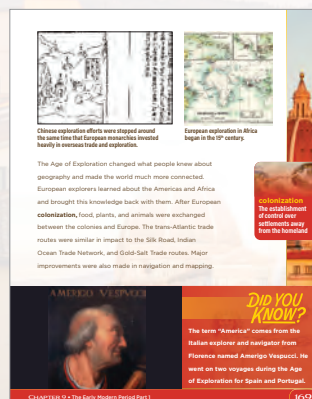 Chinese exploration efforts were stopped around
the same time that European monarchies invested
heavily in overseas trade and exploration.
European exploration in Africa
began in the 15th century.
The Age of Exploration changed what people knew about
geography and made the world much more connected.
European explorers learned about the Americas and Africa
and brought this knowledge back with them. After European
colonization, food, plants, and animals were exchanged
between the colonies and Europe. The trans-Atlantic trade
routes were similar in impact to the Silk Road, Indian
Ocean Trade Network, and Gold-Salt Trade routes. Major
improvements were also made in navigation and mapping.
colonization
The establishment
of control over
settlements away
from the homeland
AMERIGO VESPUCCI
DID YOU
KNOW?
The term “America” comes from the
Italian explorer and navigator from
Florence named Amerigo Vespucci. He
went on two voyages during the Age
of Exploration for Spain and Portugal.
CHAPTER 9 • The Early Modern Period Part 1
169